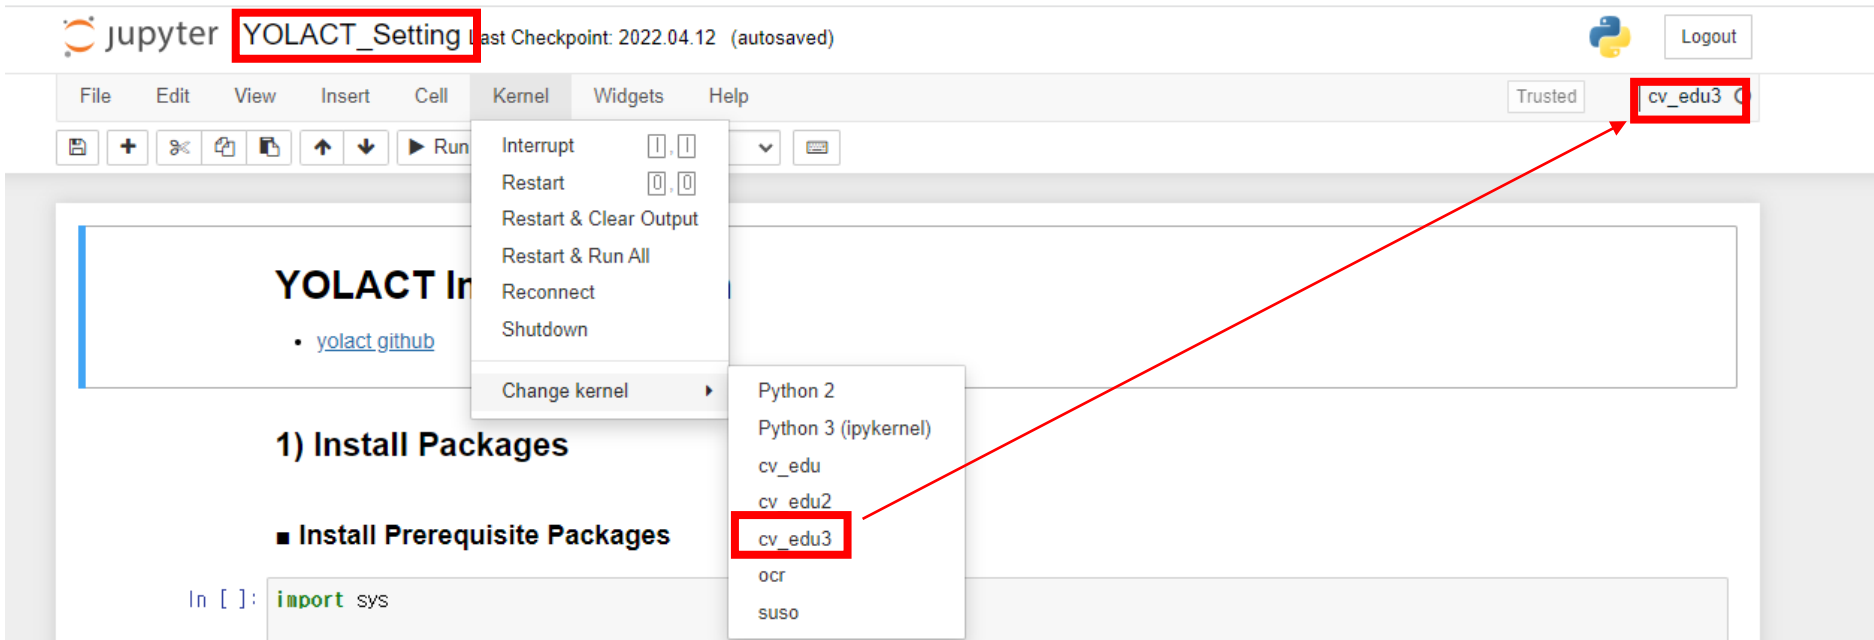 jupyter YOLACT_Setting Last Checkpoint: 2022.04.12 (autosaved) Logout
File Edit View Insert Cell Kernel Widgets Help Trusted cv_edu3
Run
Interrupt I,I
Restart 0,0
Restart & Clear Output
Restart & Run All
Reconnect
Shutdown
Change kernel
Python 2
Python 3 (ipykernel)
cv_edu
cv_edu2
cv_edu3
ocr
suso
YOLACT
yolact github
1) Install Packages
■ Install Prerequisite Packages
In [ ]: import sys